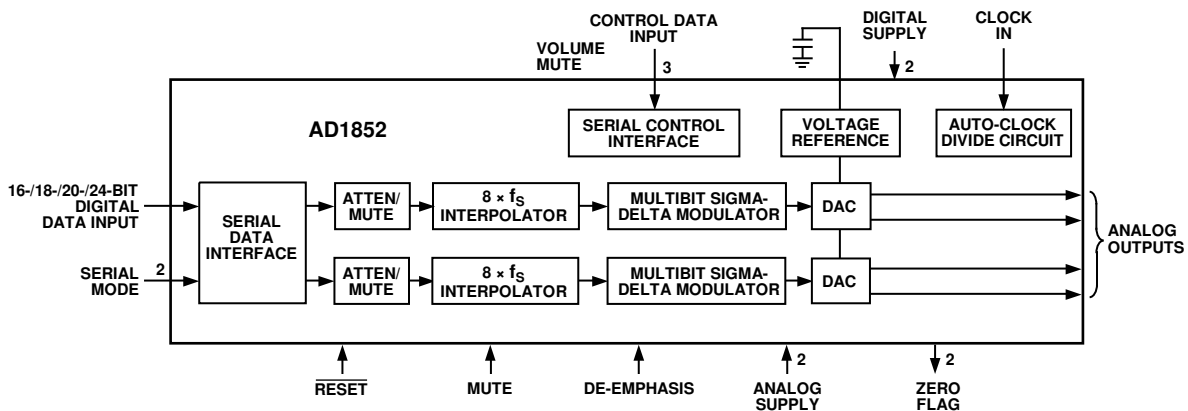 CONTROL DATA
INPUT
DIGITAL
SUPPLY
CLOCK
IN
VOLUME
MUTE
3
2
AD1852
SERIAL CONTROL
INTERFACE
VOLTAGE
REFERENCE
AUTO-CLOCK
DIVIDE CIRCUIT
16-/18-/20-/24-BIT
DIGITAL
DATA INPUT
SERIAL
MODE
2
SERIAL
DATA
INTERFACE
ATTEN/
MUTE
8 × fS
INTERPOLATOR
MULTIBIT SIGMA-
DELTA MODULATOR
DAC
ATTEN/
MUTE
8 × fS
INTERPOLATOR
MULTIBIT SIGMA-
DELTA MODULATOR
DAC
ANALOG
OUTPUTS
RESET
MUTE
DE-EMPHASIS
2
ANALOG
SUPPLY
2
ZERO
FLAG